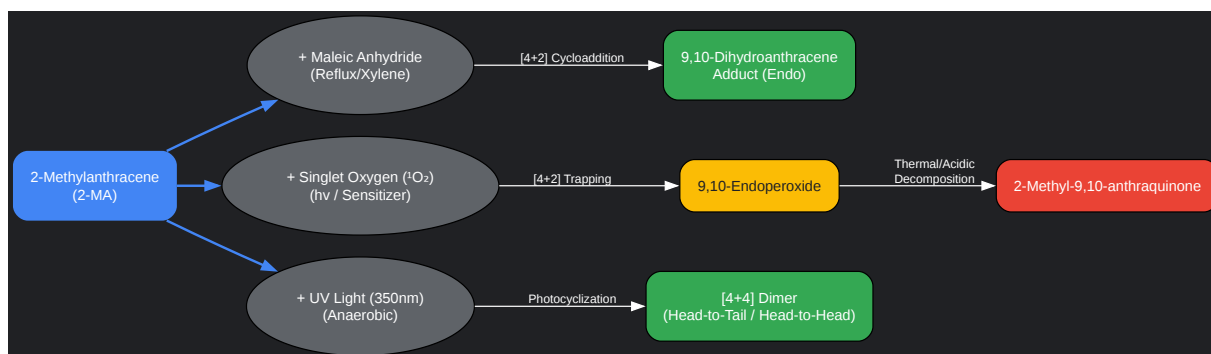 2-Methylanthracene
(2-MA)
+ Maleic Anhydride
(Reflux/Xylene)
[4+2] Cycloaddition
9,10-Dihydroanthracene
Adduct (Endo)
+ Singlet Oxygen (¹O₂)
(hv / Sensitizer)
[4+2] Trapping
9,10-Endoperoxide
Thermal/Acidic
Decomposition
2-Methyl-9,10-anthraquinone
+ UV Light (350nm)
(Anaerobic)
Photocyclization
[4+4] Dimer
(Head-to-Tail / Head-to-Head)